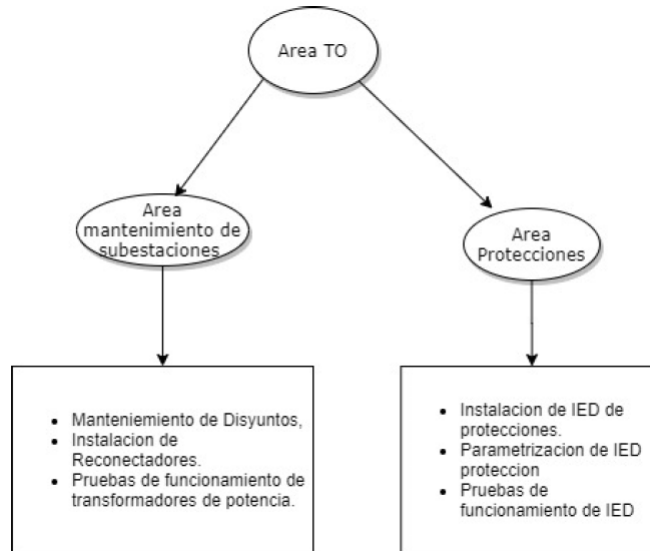 Area TO
Area
mantenimiento de
subestaciones
Area
Protecciones
• Manteniemiento de Disyuntos,
• Instalacion de
Reconectadores.
• Pruebas de funcionamiento de
transformadores de potencia.
• Instalacion de IED de
protecciones.
• Parametrizacion de IED
proteccion
• Pruebas de
funcionamiento de IED